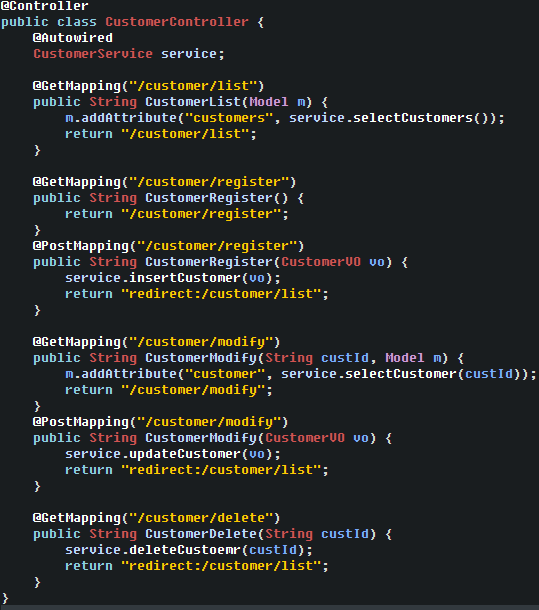 @Controller
public class CustomerController {
    @Autowired
    CustomerService service;

    @GetMapping("/customer/list")
    public String CustomerList(Model m) {
        m.addAttribute("customers", service.selectCustomers());
        return "/customer/list";
    }

    @GetMapping("/customer/register")
    public String CustomerRegister() {
        return "/customer/register";
    }
    @PostMapping("/customer/register")
    public String CustomerRegister(CustomerVO vo) {
        service.insertCustomer(vo);
        return "redirect:/customer/list";
    }

    @GetMapping("/customer/modify")
    public String CustomerModify(String custId, Model m) {
        m.addAttribute("customer", service.selectCustomer(custId));
        return "/customer/modify";
    }
    @PostMapping("/customer/modify")
    public String CustomerModify(CustomerVO vo) {
        service.updateCustomer(vo);
        return "redirect:/customer/list";
    }

    @GetMapping("/customer/delete")
    public String CustomerDelete(String custId) {
        service.deleteCustoemr(custId);
        return "redirect:/customer/list";
    }
}